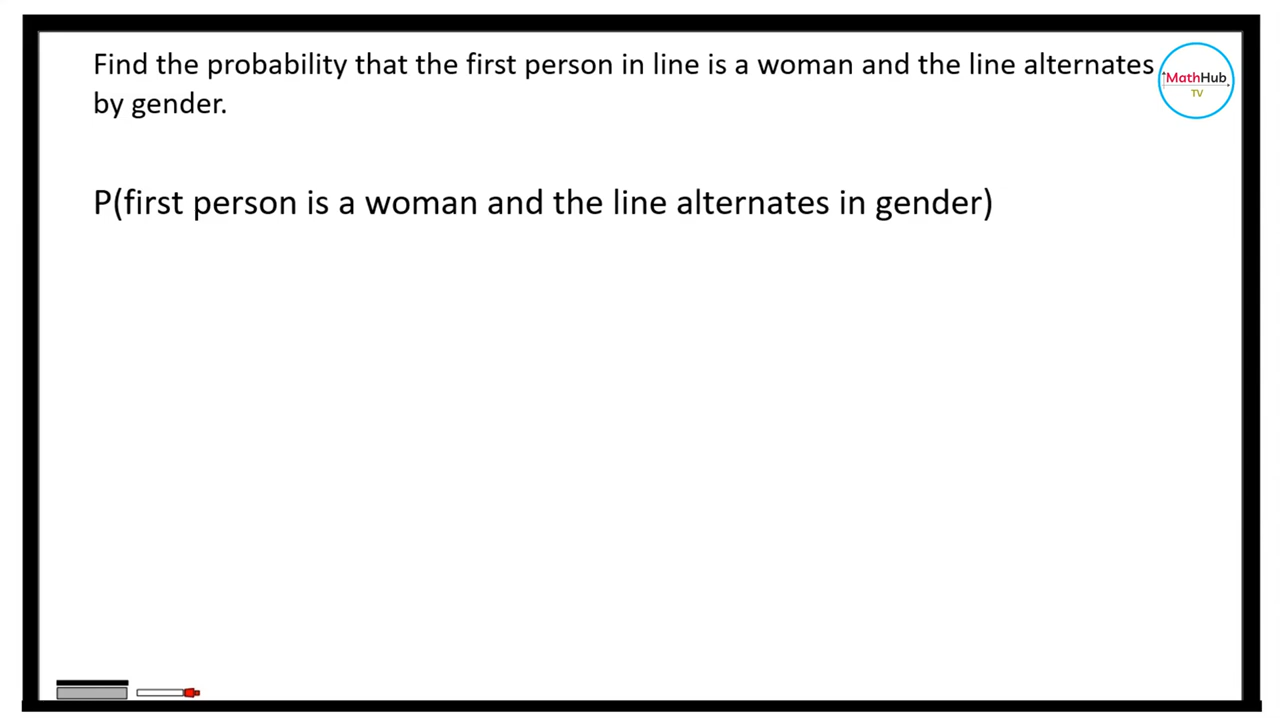 Find the probability that the first person in line is a woman and the line alternates
by gender.
MathHub
TV
P(first person is a woman and the line alternates in gender)